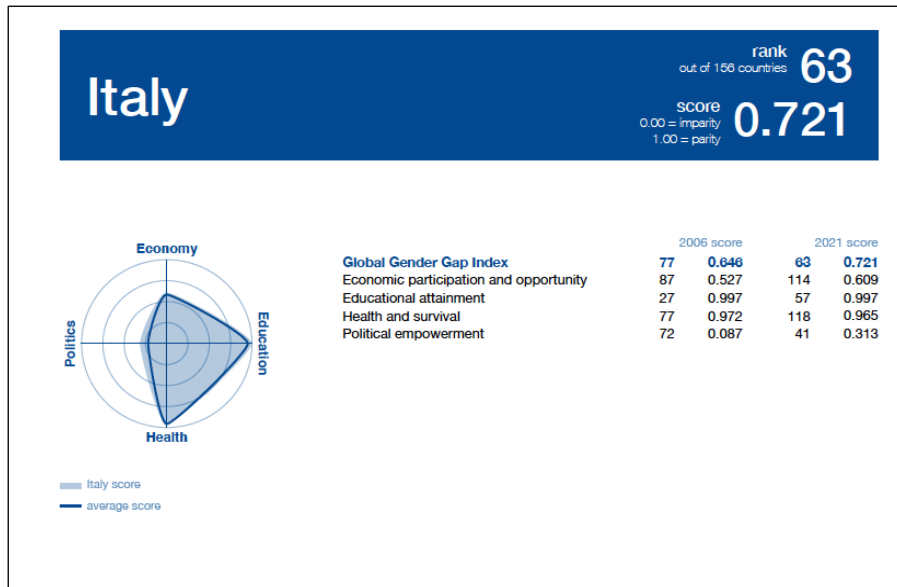 Italy
rank
out of 156 countries
63
score
0.00 = imparity
1.00 = parity
0.721
Economy
Education
Politics
Health
Italy score
average score
2006 score 2021 score
Global Gender Gap Index 77 0.646 63 0.721
Economic participation and opportunity 87 0.527 114 0.609
Educational attainment 27 0.997 57 0.997
Health and survival 77 0.972 118 0.965
Political empowerment 72 0.087 41 0.313